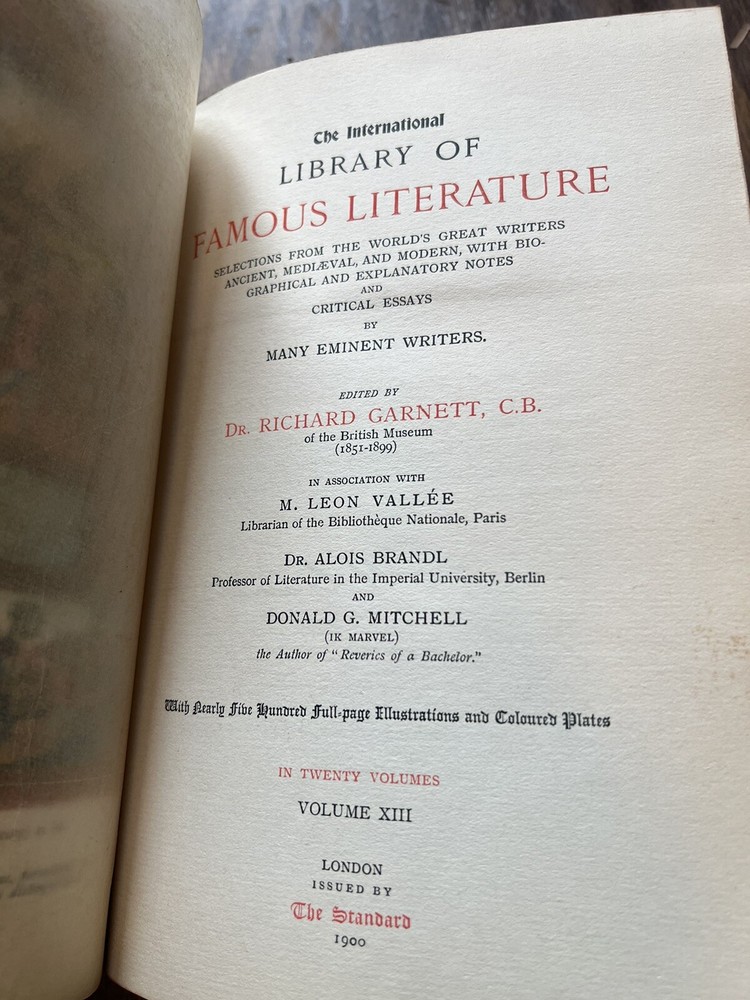 The International
LIBRARY OF
FAMOUS LITERATURE
SELECTIONS FROM THE WORLD'S GREAT WRITERS
ANCIENT, MEDIÆVAL, AND MODERN, WITH BIO-
GRAPHICAL AND EXPLANATORY NOTES
AND
CRITICAL ESSAYS
BY
MANY EMINENT WRITERS.
EDITED BY
DR. RICHARD GARNETT, C.B.
of the British Museum
(1851-1899)
IN ASSOCIATION WITH
M. LEON VALLÉE
Librarian of the Bibliothèque Nationale, Paris
DR. ALOIS BRANDL
Professor of Literature in the Imperial University, Berlin
AND
DONALD G. MITCHELL
(IK MARVEL)
the Author of "Reveries of a Bachelor."
With Nearly Five Hundred Full-page Illustrations and Coloured Plates
IN TWENTY VOLUMES
VOLUME XIII
LONDON
ISSUED BY
The Standard
1900